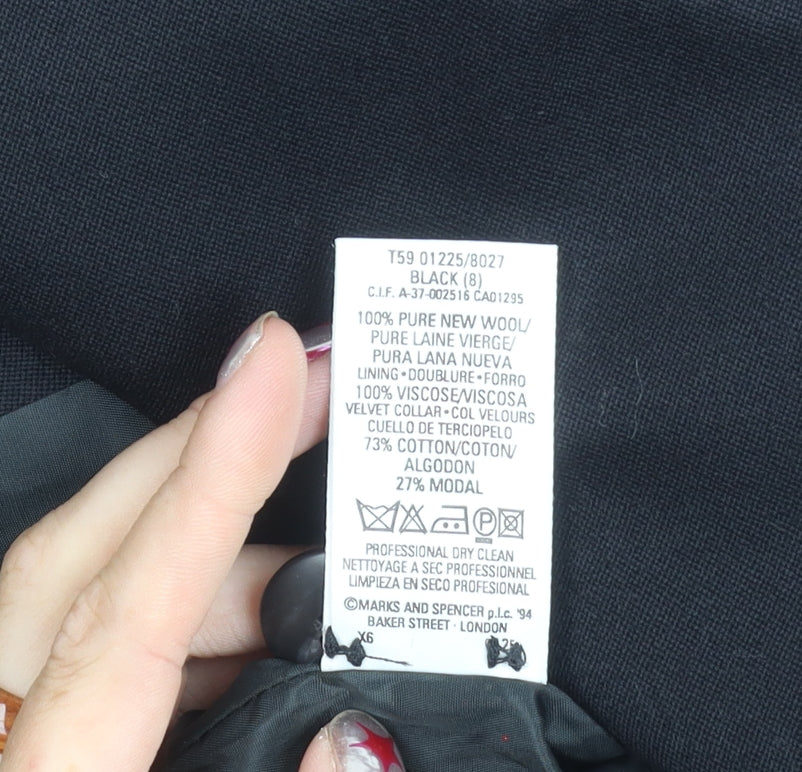 T59 01225/8027
BLACK (8)
C.I.F. A-37-002516 CA01295
100% PURE NEW WOOL/
PURE LAINE VIERGE/
PURA LANA NUEVA
LINING•DOUBLURE•FORRO
100% VISCOSE/VISCOSA
VELVET COLLAR•COL VELOURS
CUELLO DE TERCIOPELO
73% COTTON/COTON/
ALGODON
27% MODAL
P
PROFESSIONAL DRY CLEAN
NETTOYAGE A SEC PROFESSIONNEL
LIMPIEZA EN SECO PROFESIONAL
©MARKS AND SPENCER p.l.c. '94
BAKER STREET · LONDON
X6